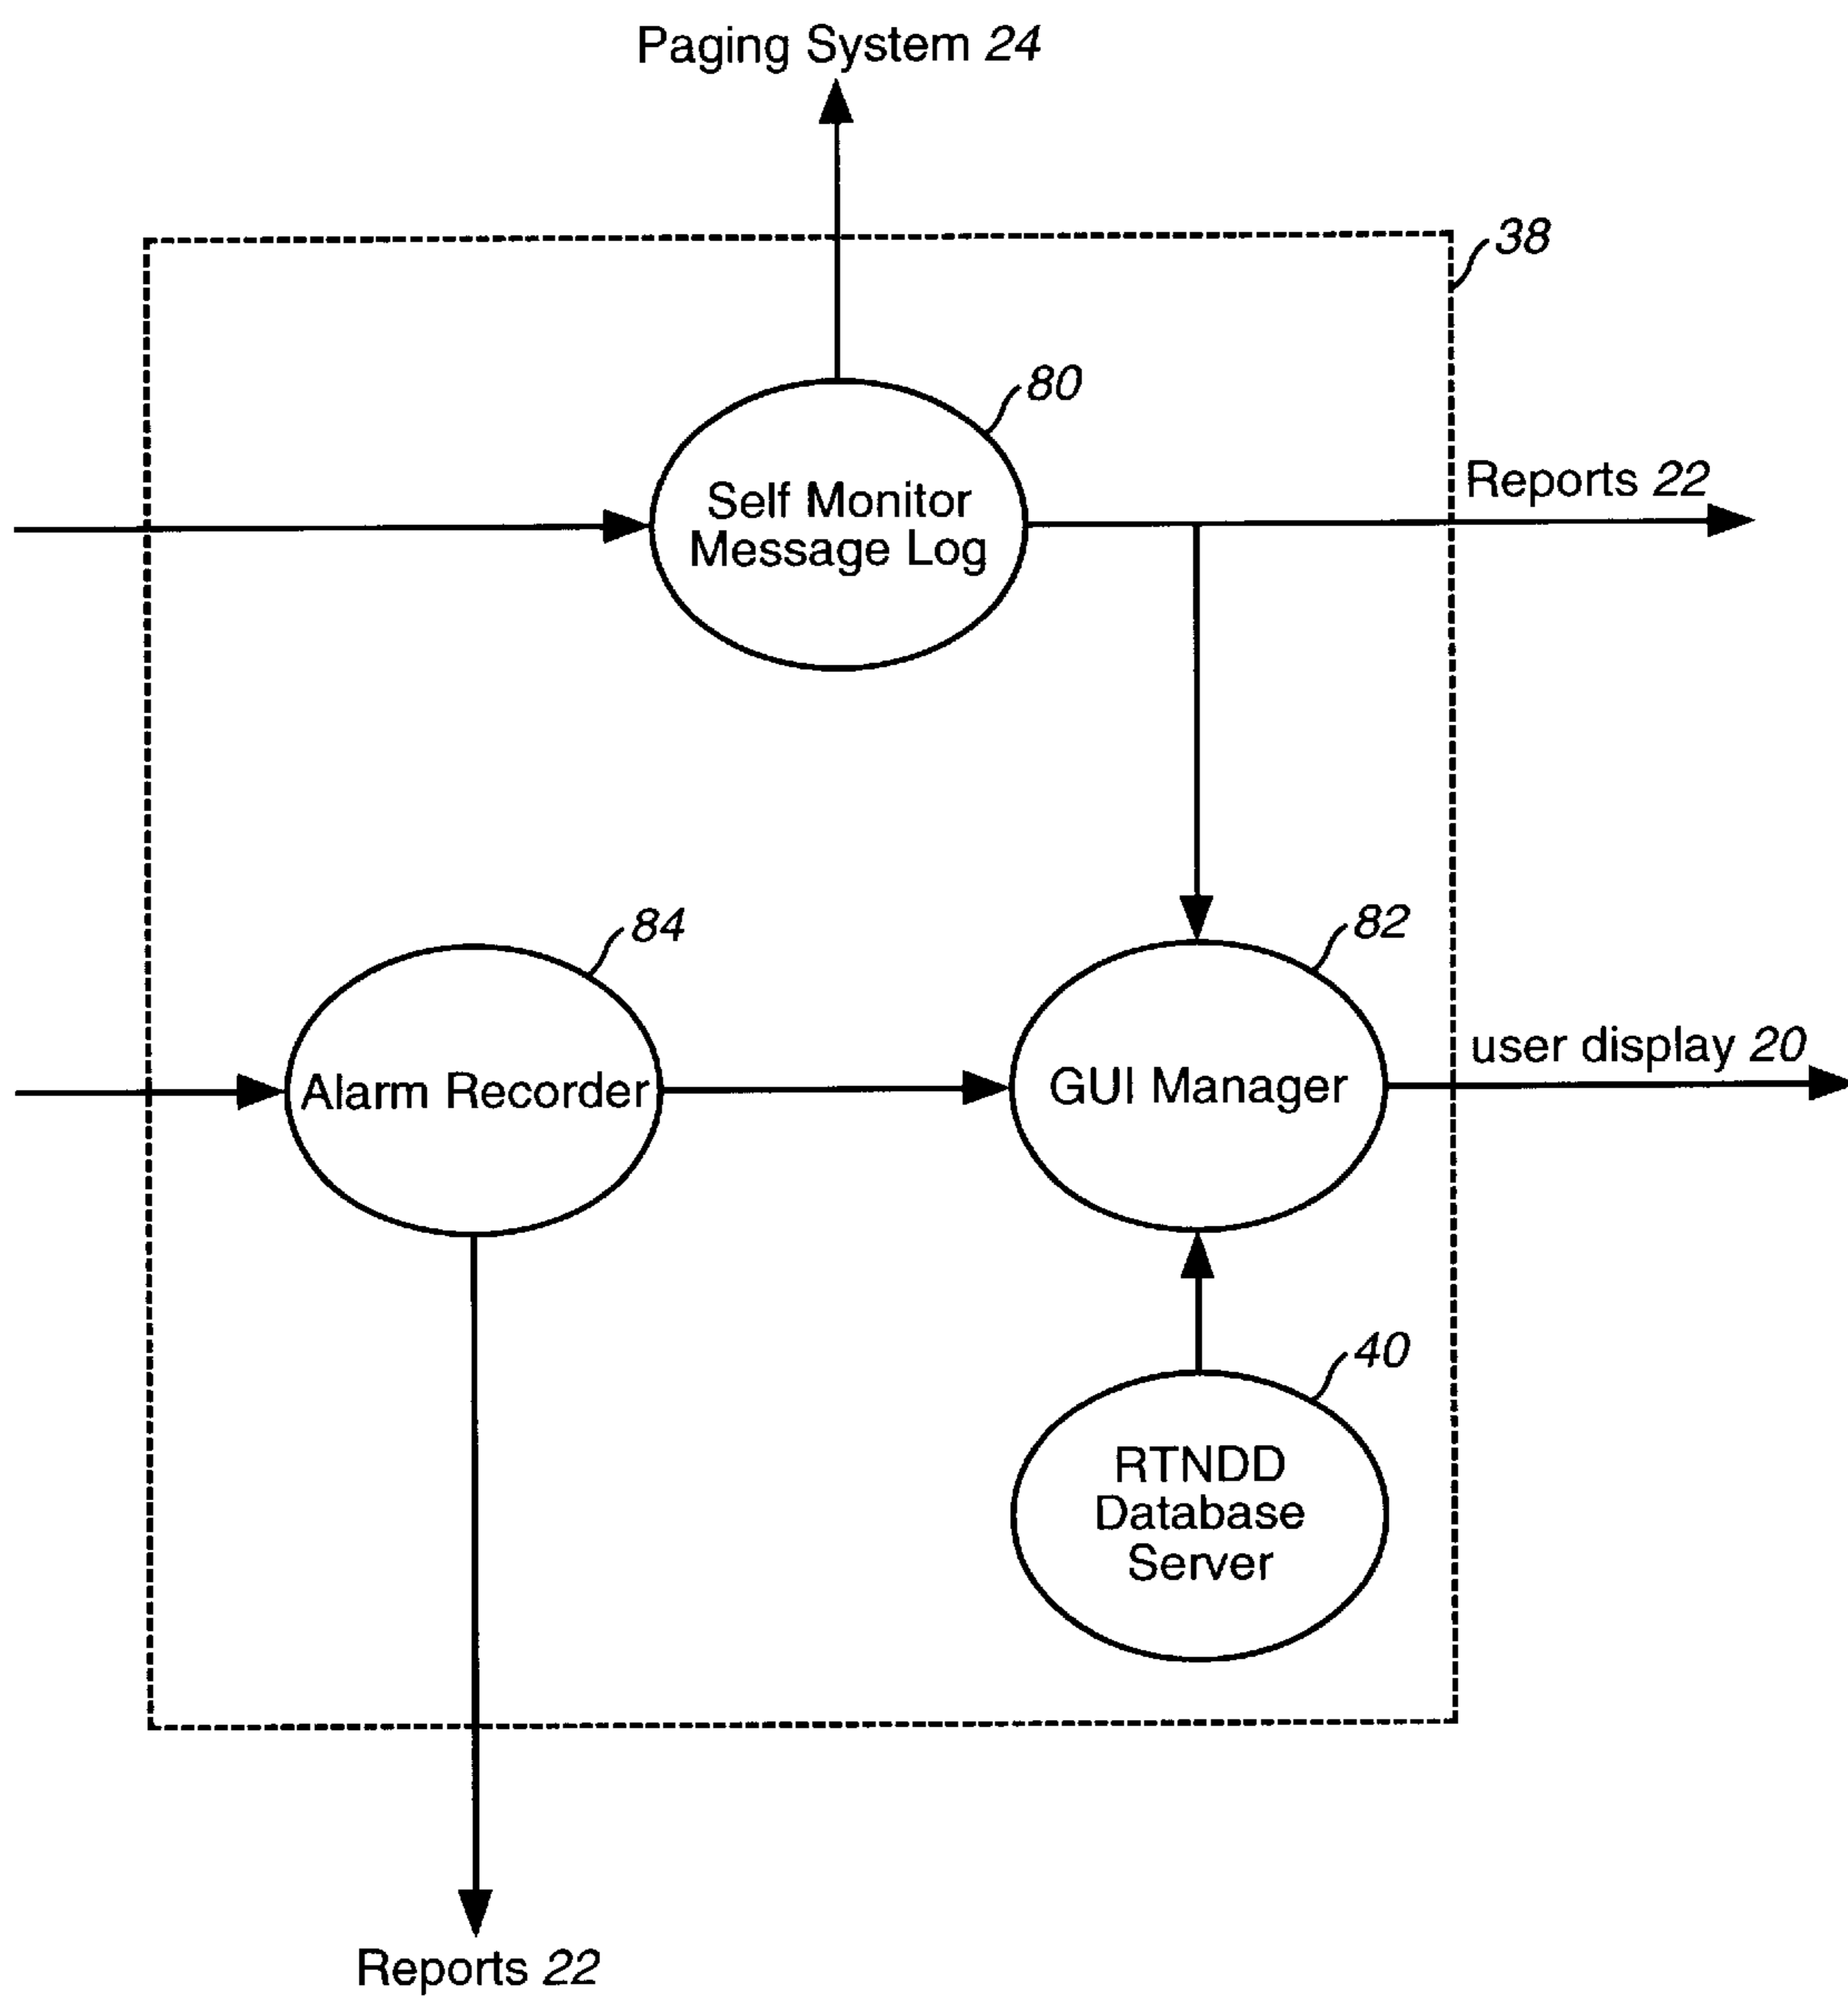 Paging System 24
38
80
Self Monitor
Message Log
Reports 22
84
82
Alarm Recorder
GUI Manager
user display 20
40
RTNDD
Database
Server
Reports 22